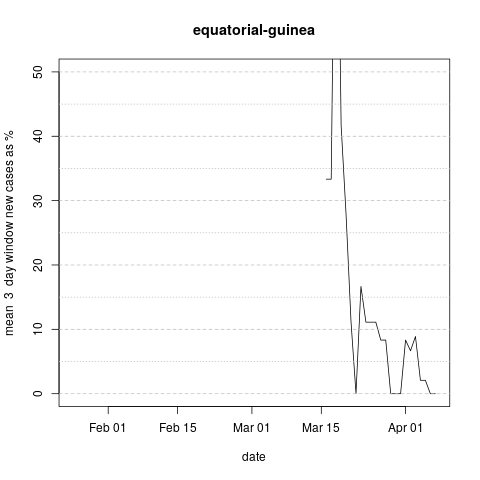 equatorial-guinea
mean 3 day window new cases as %
50
40
30
20
10
0
Feb 01 Feb 15 Mar 01 Mar 15 Apr 01
date